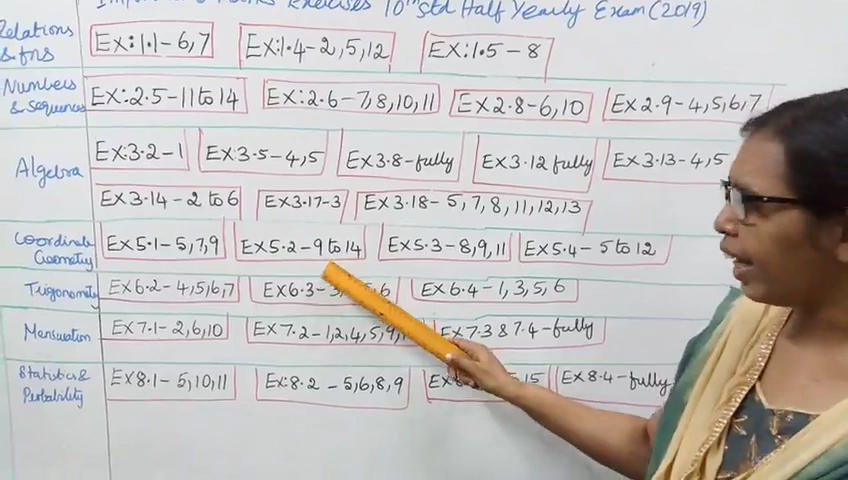 Exercises 10th Std Half Yearly Exam (2019)
Relations & fns EX:1.1-6,7 EX:1.4-2,5,12 EX:1.5-8
Numbers & sequences EX:2.5-11 to 14 EX:2.6-7,8,10,11 EX 2.8-6,10 EX 2.9-4,5,6,7
Algebra EX:3.2-1 EX 3.5-4,5 EX 3.8-fully EX 3.12 fully EX 3.13-4,5
EX 3.14-2 to 6 EX 3.17-3 EX 3.18-5,7,8,11,12,13
Coordinate Geometry EX 5.1-5,7,9 EX 5.2-9 to 14 EX 5.3-8,9,11 EX 5.4-5 to 12
Trigonometry EX 6.2-4,5,6,7 EX 6.3- 6 EX 6.4-1,3,5,6
Mensuration EX 7.1-2,6,10 EX 7.2-1,2,4,5,9, EX 7.3 & 7.4-fully
Statistics & Probability EX 8.1-5,10,11 EX:8.2-5,6,8,9 15 EX 8.4-fully